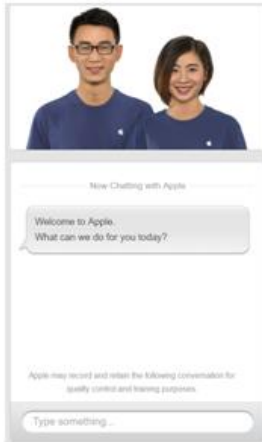 Now Chatting with Apple
Welcome to Apple.
What can we do for you today?
Apple may record and retain the following conversation for
quality control and training purposes.
Type something...